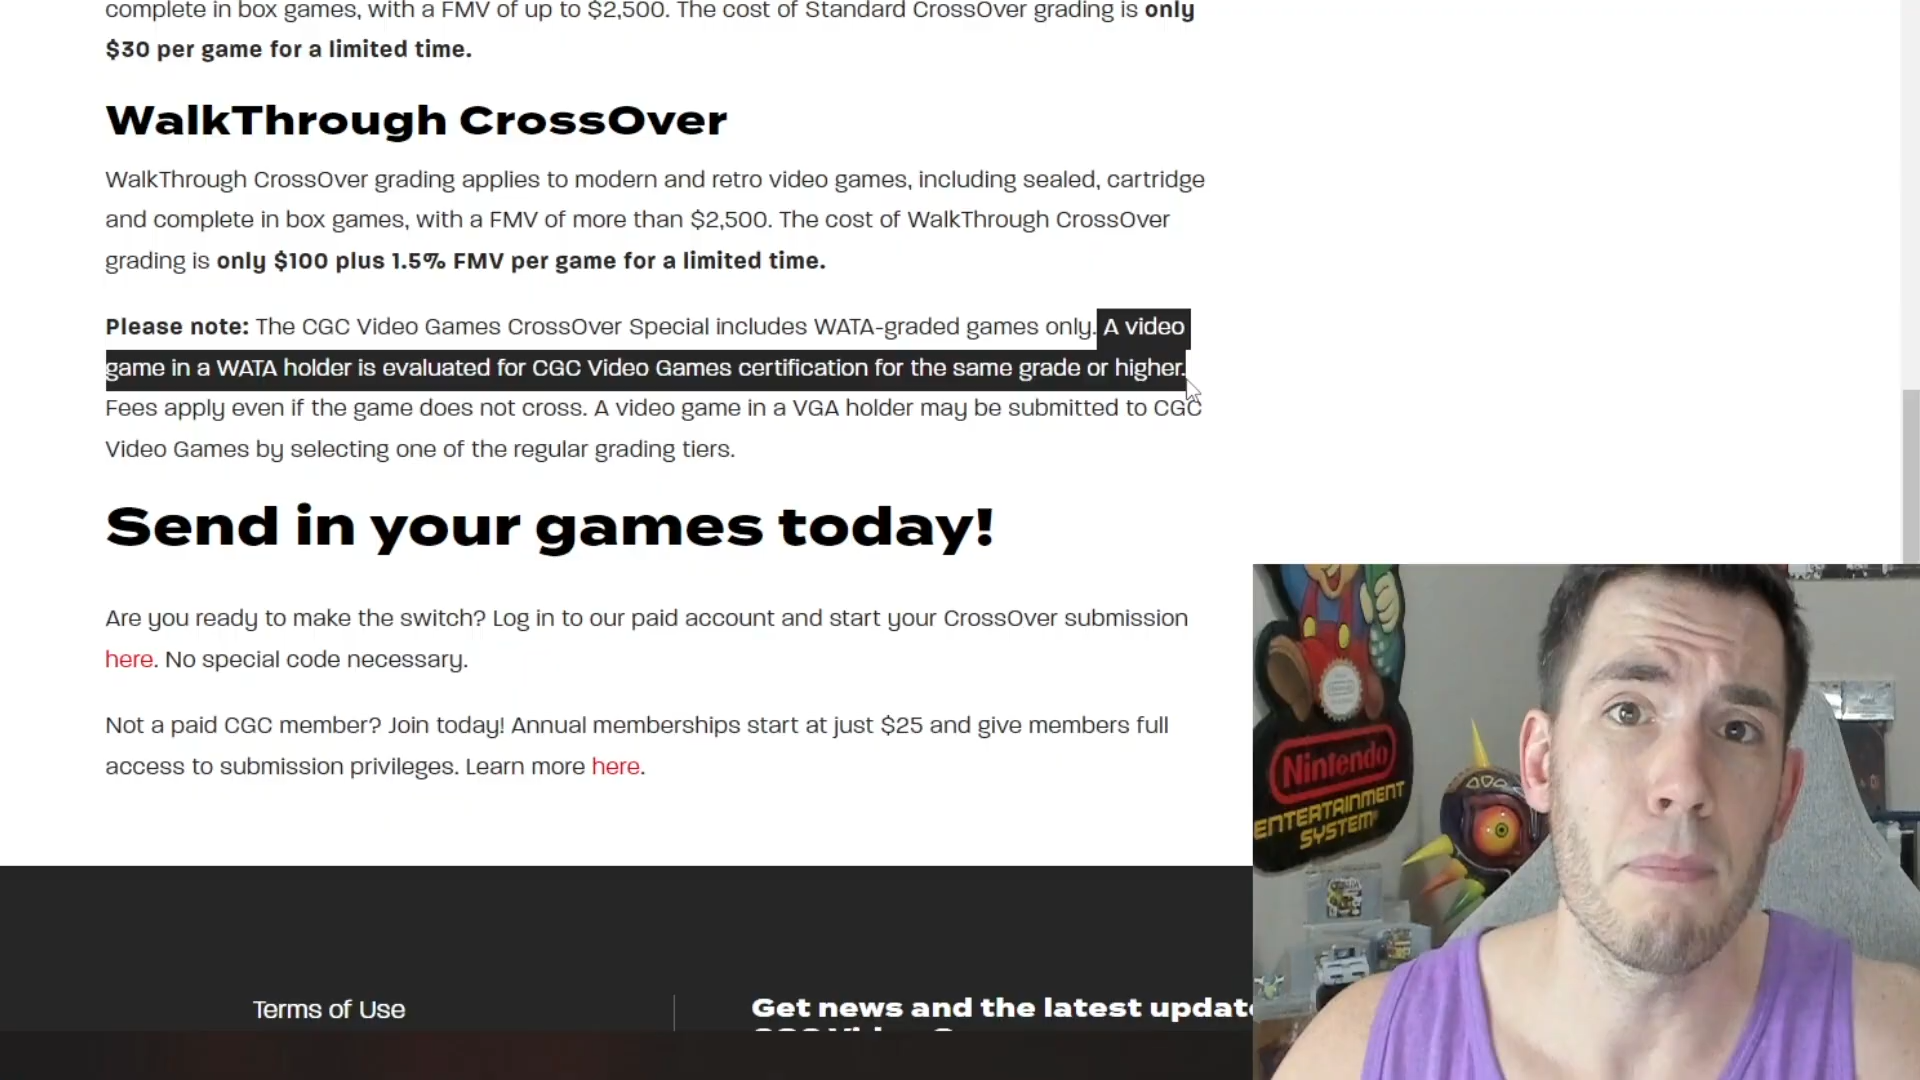 complete in box games, with a FMV of up to $2,500. The cost of Standard CrossOver grading is only
$30 per game for a limited time.
WalkThrough CrossOver
WalkThrough CrossOver grading applies to modern and retro video games, including sealed, cartridge
and complete in box games, with a FMV of more than $2,500. The cost of WalkThrough CrossOver
grading is only $100 plus 1.5% FMV per game for a limited time.
Please note: The CGC Video Games CrossOver Special includes WATA-graded games only. A video
game in a WATA holder is evaluated for CGC Video Games certification for the same grade or higher.
Fees apply even if the game does not cross. A video game in a VGA holder may be submitted to CGC
Video Games by selecting one of the regular grading tiers.
Send in your games today!
Are you ready to make the switch? Log in to our paid account and start your CrossOver submission
here. No special code necessary.
Not a paid CGC member? Join today! Annual memberships start at just $25 and give members full
access to submission privileges. Learn more here.
Terms of Use
Get news and the latest update
Nintendo
ENTERTAINMENT
SYSTEM